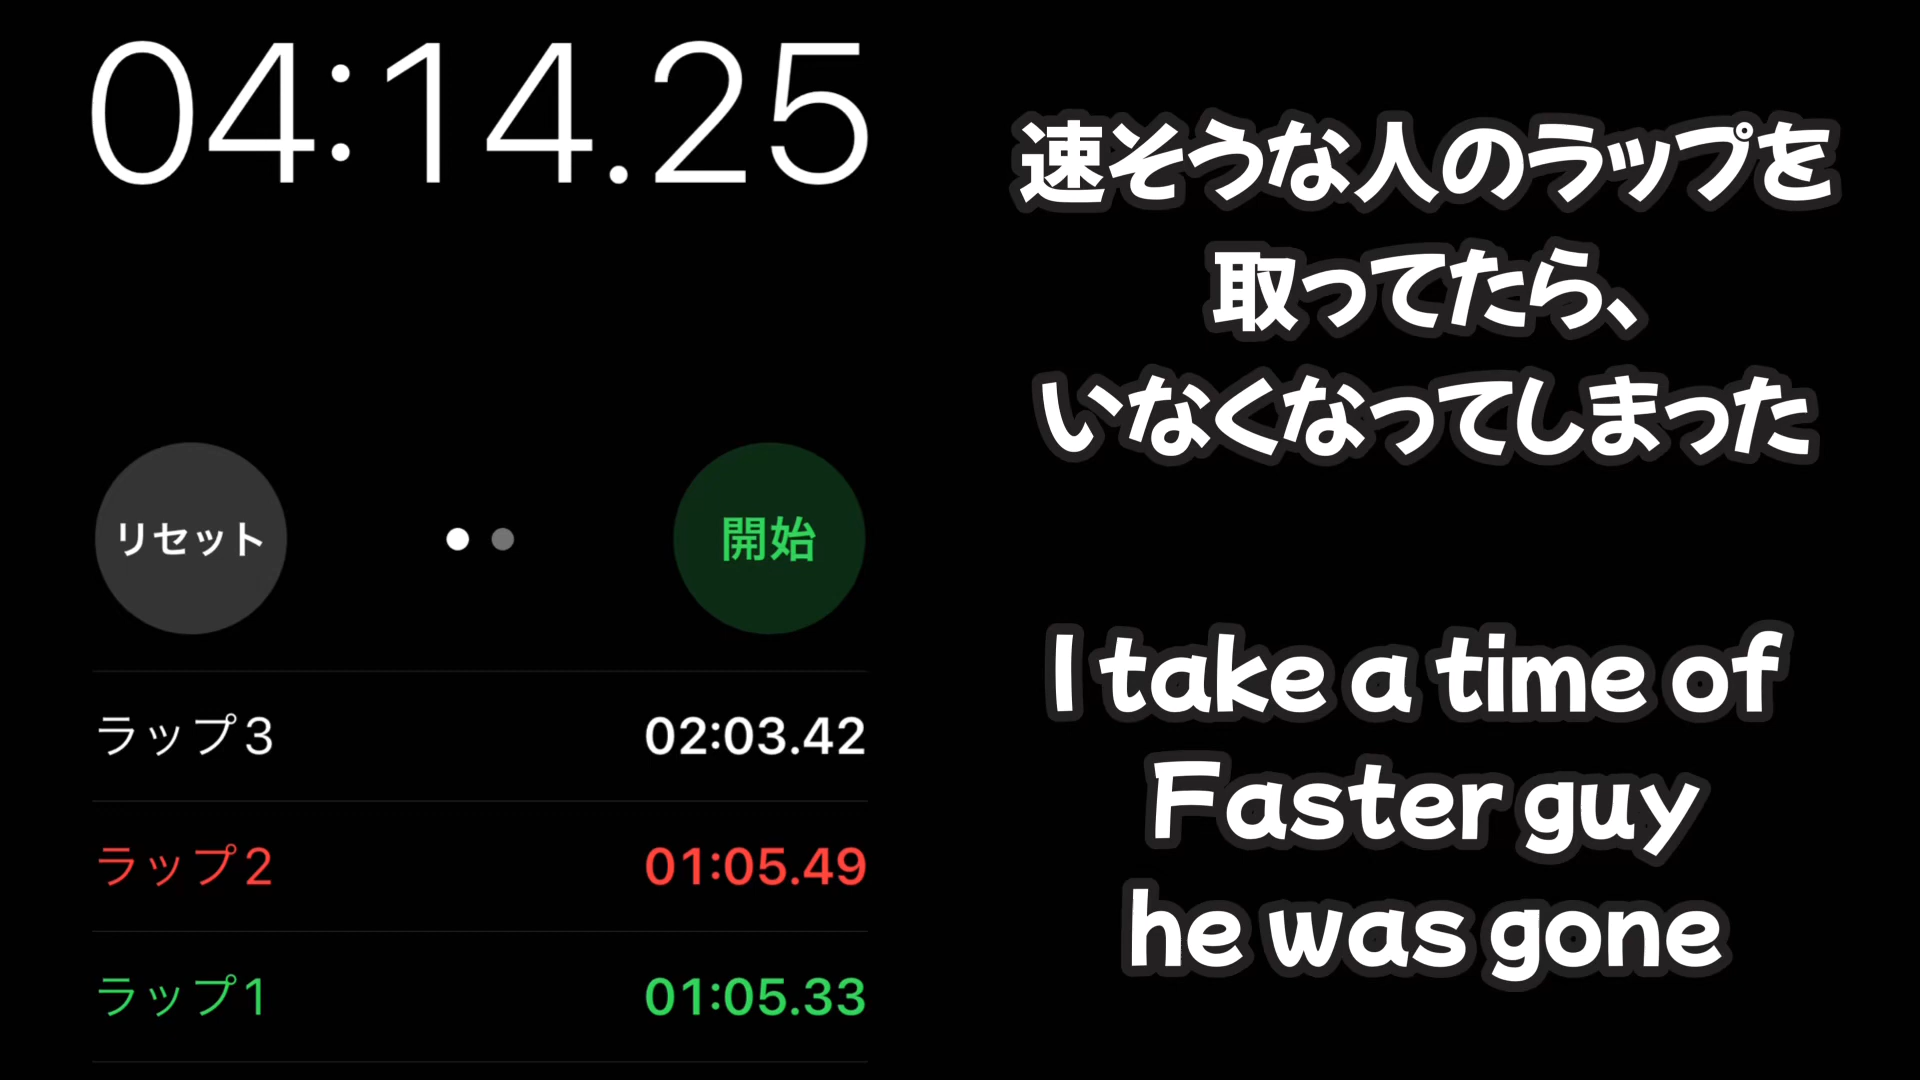 04:14.25
リセット
開始
ラップ3 02:03.42
ラップ2 01:05.49
ラップ1 01:05.33
速そうな人のラップを
取ってたら、
いなくなってしまった
I take a time of
Faster guy
he was gone